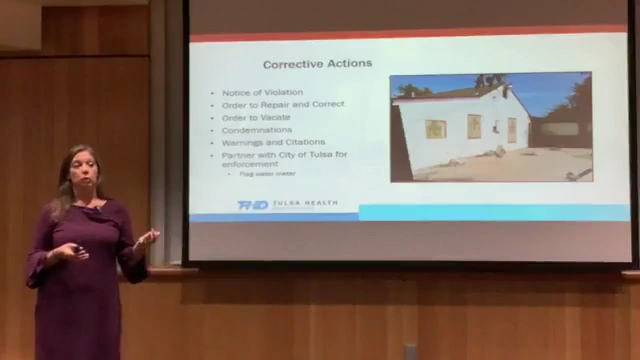 Corrective Actions
• Notice of Violation
• Order to Repair and Correct
• Order to Vacate
• Condemnations
• Warnings and Citations
• Partner with City of Tulsa for
enforcement
• Flag water meter
THD TULSA HEALTH